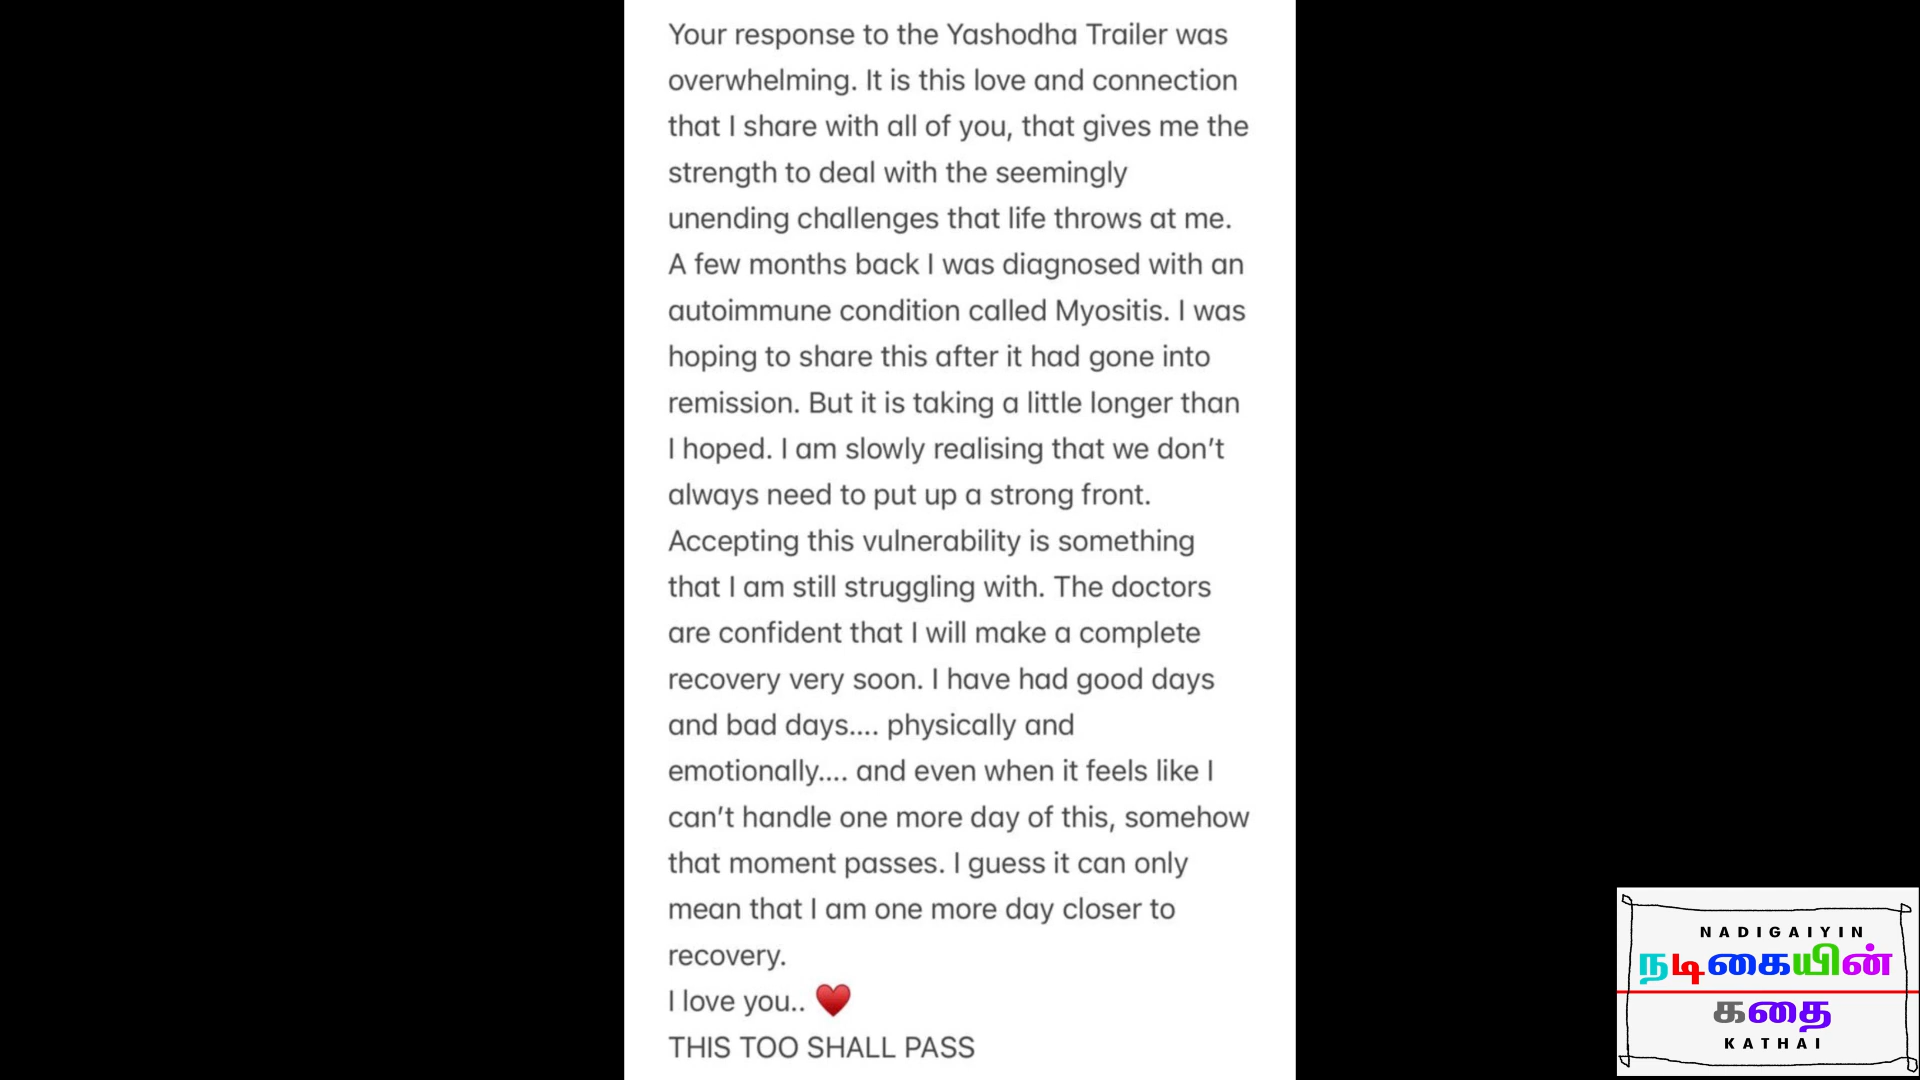 Your response to the Yashodha Trailer was
overwhelming. It is this love and connection
that I share with all of you, that gives me the
strength to deal with the seemingly
unending challenges that life throws at me.
A few months back I was diagnosed with an
autoimmune condition called Myositis. I was
hoping to share this after it had gone into
remission. But it is taking a little longer than
I hoped. I am slowly realising that we don’t
always need to put up a strong front.
Accepting this vulnerability is something
that I am still struggling with. The doctors
are confident that I will make a complete
recovery very soon. I have had good days
and bad days.... physically and
emotionally.... and even when it feels like I
can’t handle one more day of this, somehow
that moment passes. I guess it can only
mean that I am one more day closer to
recovery.
I love you.. ♥
THIS TOO SHALL PASS
NADIGAIYIN
நடிகையின்
கதை
KATHAI